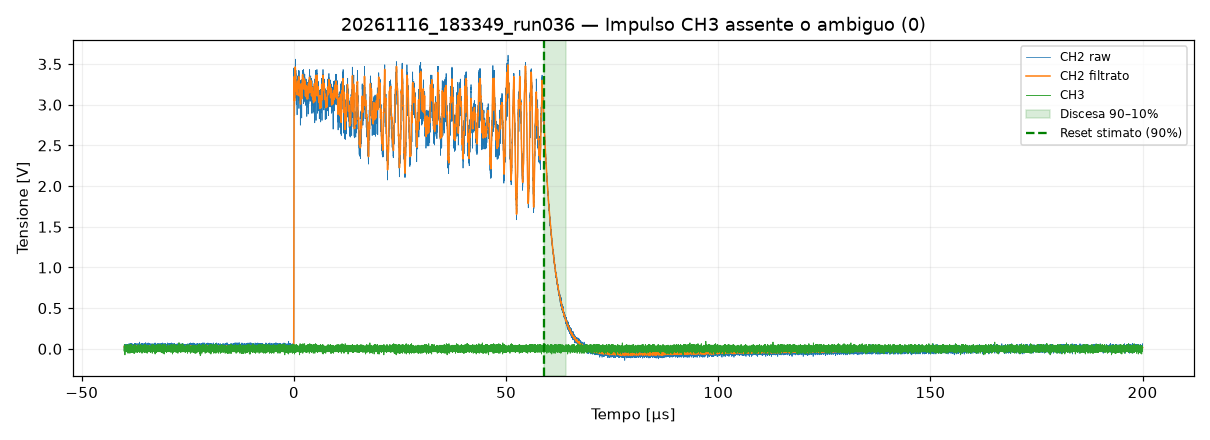 20261116_183349_run036 — Impulso CH3 assente o ambiguo (0)
Tensione [V]
3.5
3.0
2.5
2.0
1.5
1.0
0.5
0.0
CH2 raw
CH2 filtrato
CH3
Discesa 90–10%
Reset stimato (90%)
−50
0
50
100
150
200
Tempo [µs]